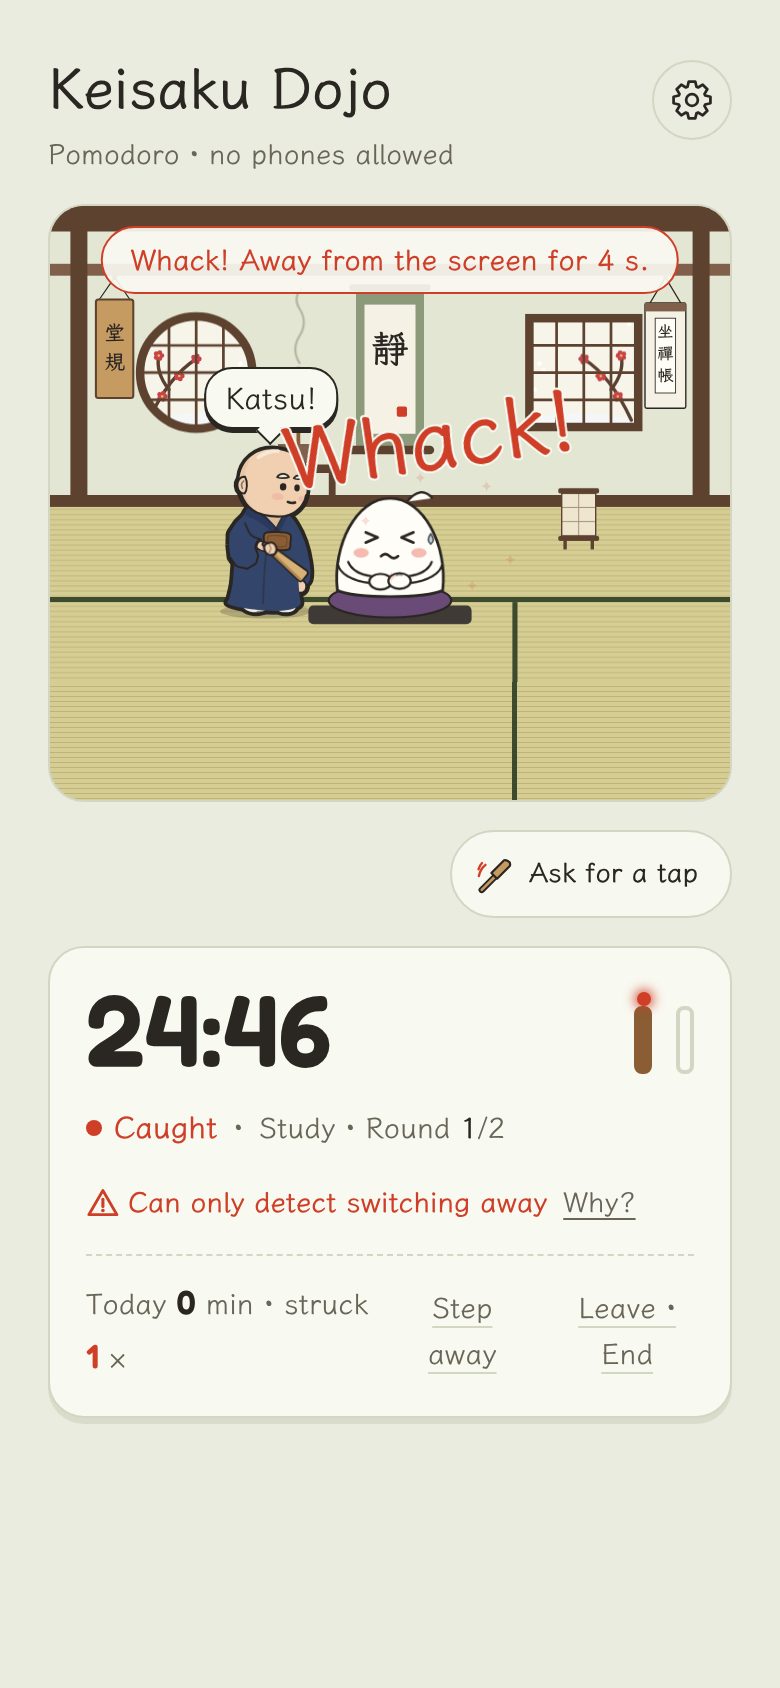 Keisaku Dojo
Pomodoro • no phones allowed
Whack! Away from the screen for 4 s.
堂規
靜
坐禪帳
Katsu!
Whack!
Ask for a tap
24:46
Caught • Study • Round 1/2
Can only detect switching away Why?
Today 0 min • struck 
1 ×
Step
away
Leave •
End